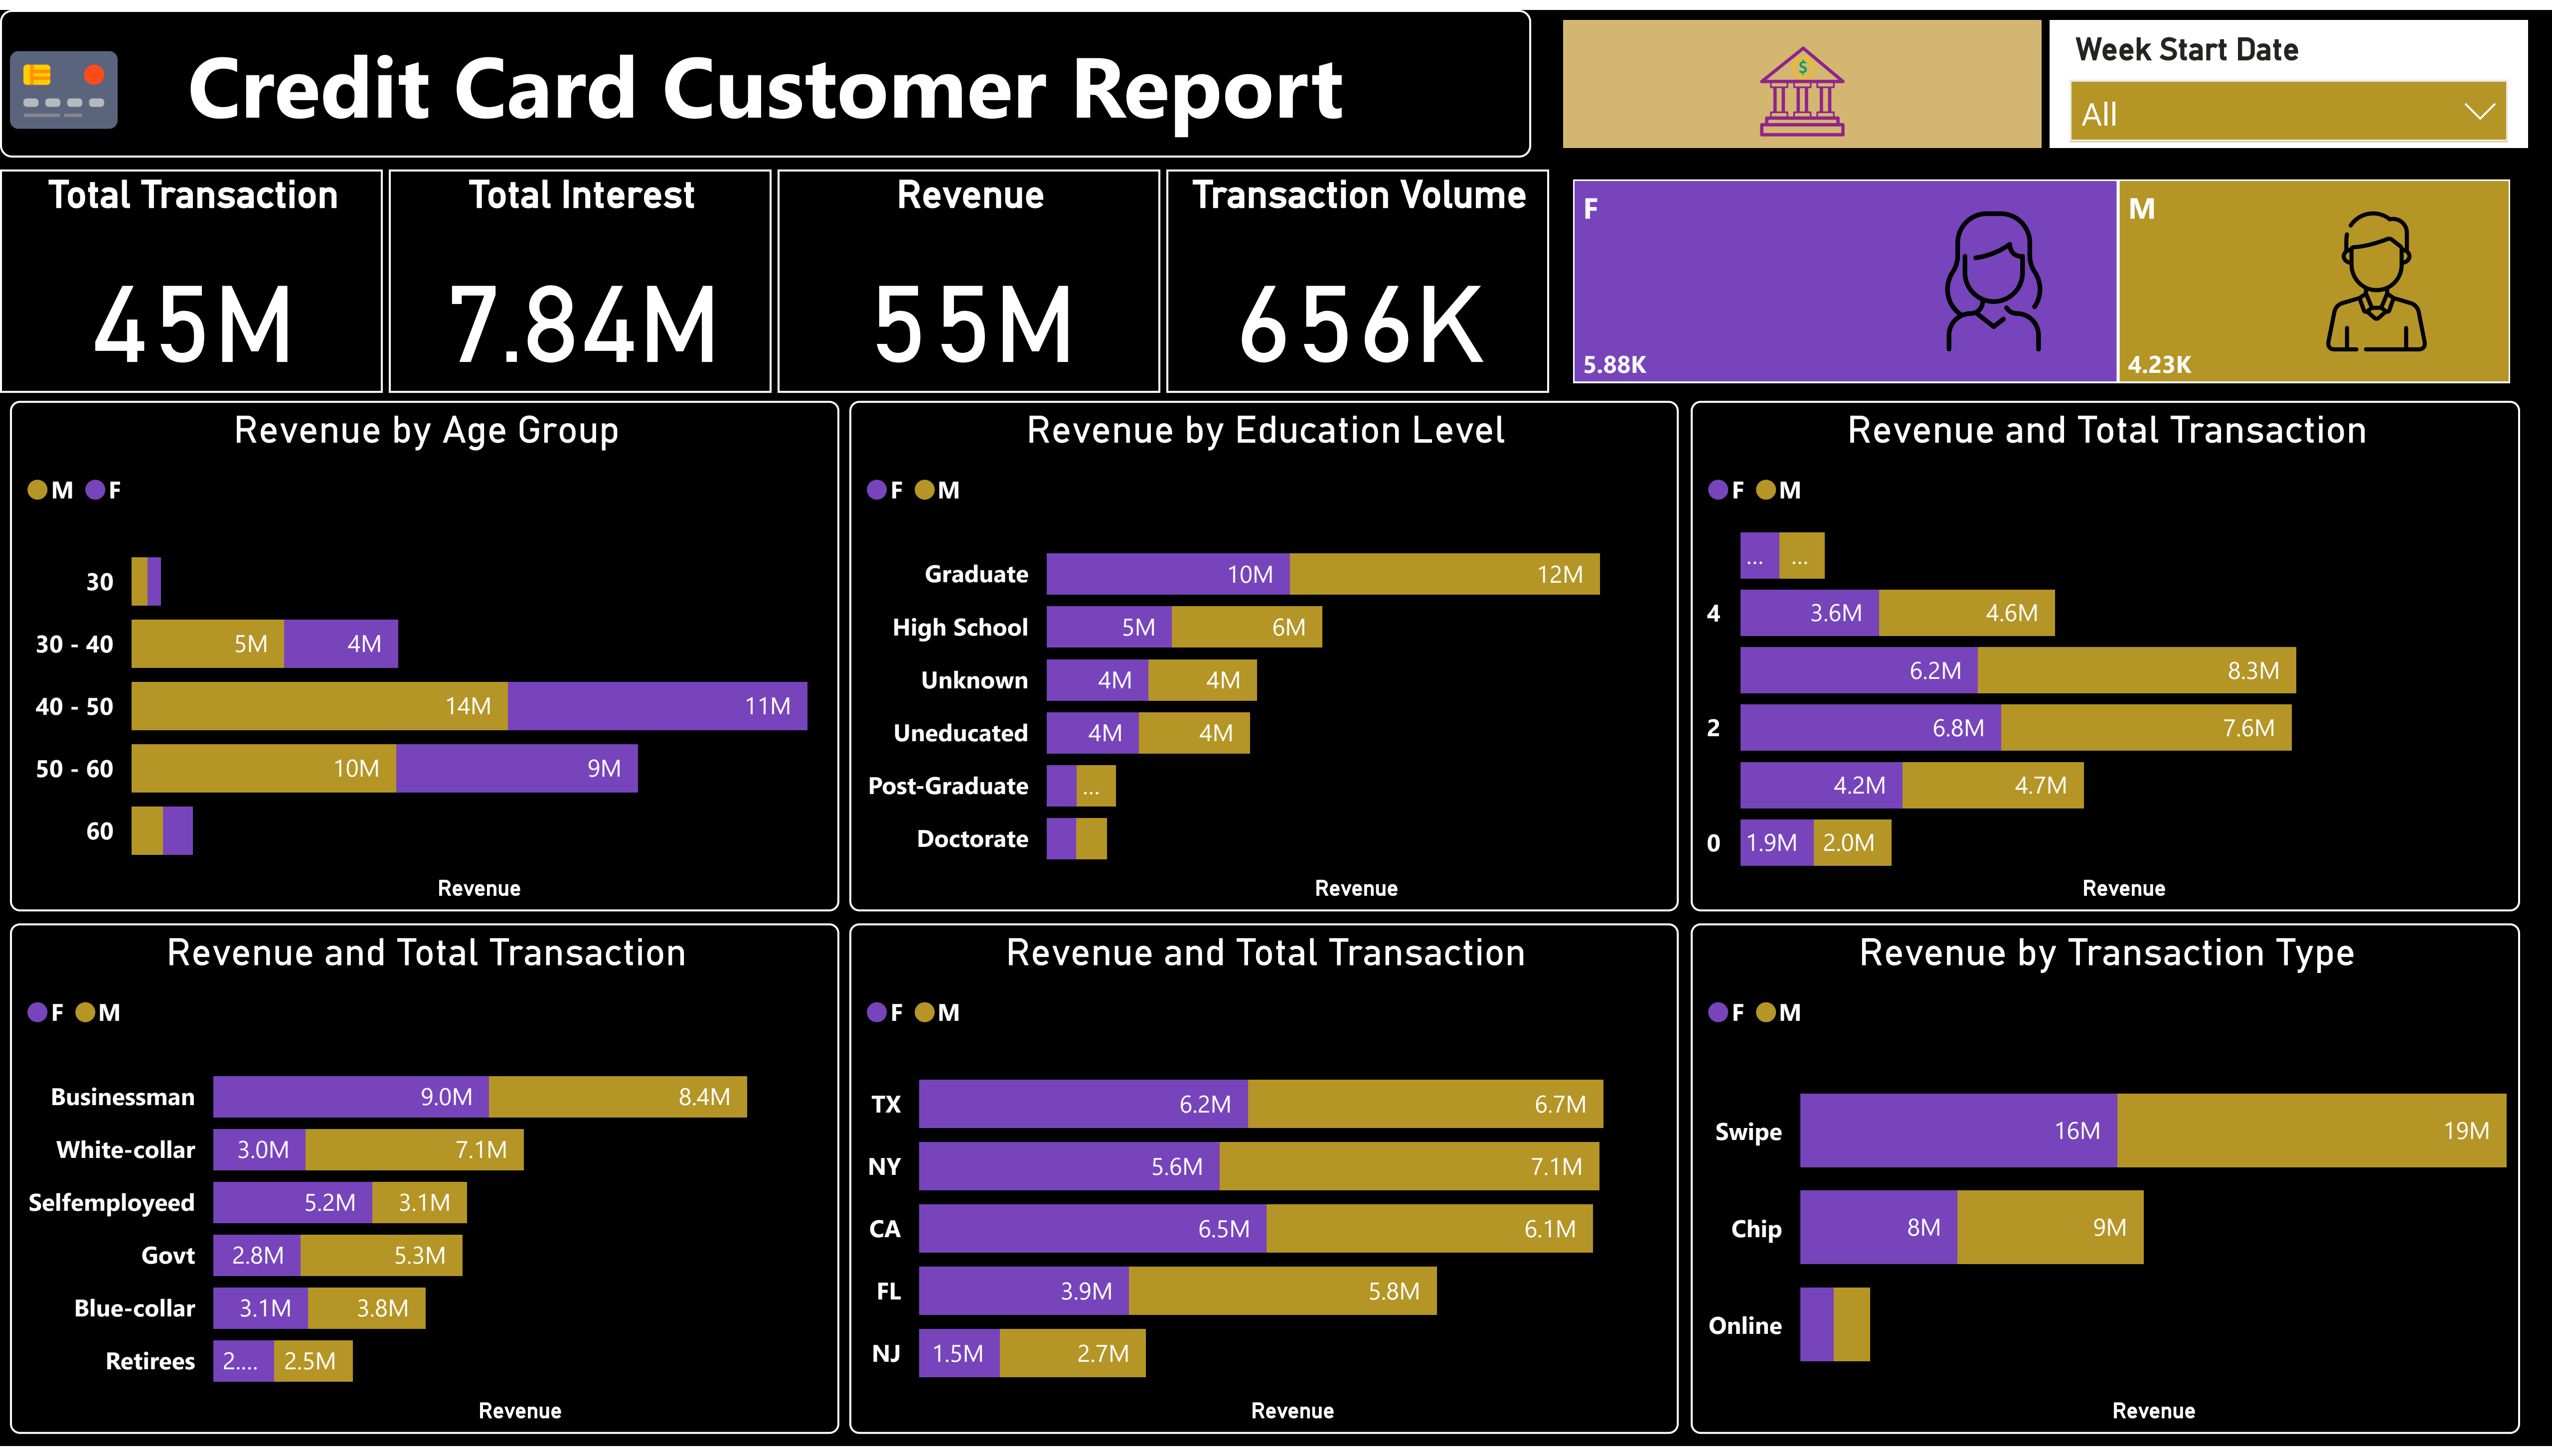 Credit Card Customer Report
$
Week Start Date
All
Total Transaction
45M
Total Interest
7.84M
Revenue
55M
Transaction Volume
656K
F
5.88K
M
4.23K
Revenue by Age Group
M F
30
30 - 40 5M 4M
40 - 50 14M 11M
50 - 60 10M 9M
60
Revenue
Revenue by Education Level
F M
Graduate 10M 12M
High School 5M 6M
Unknown 4M 4M
Uneducated 4M 4M
Post-Graduate ...
Doctorate
Revenue
Revenue and Total Transaction
F M
... ...
4 3.6M 4.6M
6.2M 8.3M
2 6.8M 7.6M
4.2M 4.7M
0 1.9M 2.0M
Revenue
Revenue and Total Transaction
F M
Businessman 9.0M 8.4M
White-collar 3.0M 7.1M
Selfemployeed 5.2M 3.1M
Govt 2.8M 5.3M
Blue-collar 3.1M 3.8M
Retirees 2.... 2.5M
Revenue
Revenue and Total Transaction
F M
TX 6.2M 6.7M
NY 5.6M 7.1M
CA 6.5M 6.1M
FL 3.9M 5.8M
NJ 1.5M 2.7M
Revenue
Revenue by Transaction Type
F M
Swipe 16M 19M
Chip 8M 9M
Online
Revenue